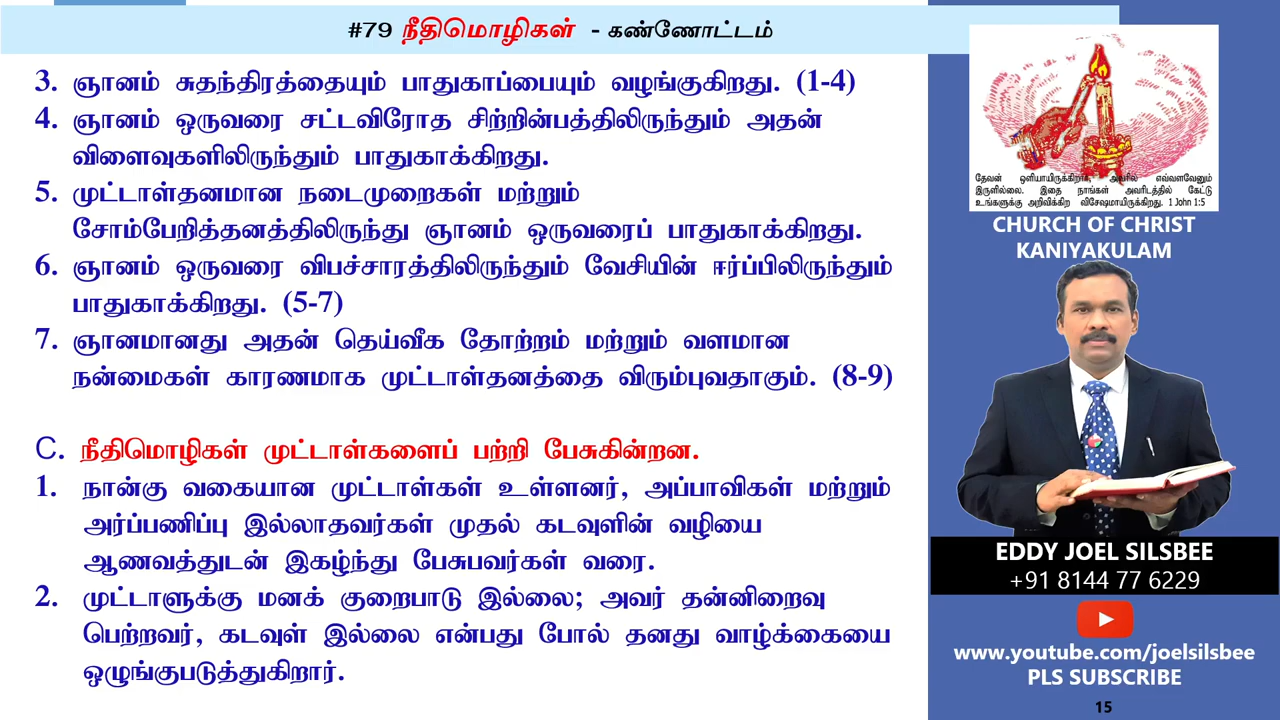 #79 நீதிமொழிகள் - கண்ணோட்டம்
3. ஞானம் சுதந்திரத்தையும் பாதுகாப்பையும் வழங்குகிறது. (1-4)
4. ஞானம் ஒருவரை சட்டவிரோத சிற்றின்பத்திலிருந்தும் அதன்
விளைவுகளிலிருந்தும் பாதுகாக்கிறது.
5. முட்டாள்தனமான நடைமுறைகள் மற்றும்
சோம்பேறித்தனத்திலிருந்து ஞானம் ஒருவரைப் பாதுகாக்கிறது.
6. ஞானம் ஒருவரை விபச்சாரத்திலிருந்தும் வேசியின் ஈர்ப்பிலிருந்தும்
பாதுகாக்கிறது. (5-7)
7. ஞானமானது அதன் தெய்வீக தோற்றம் மற்றும் வளமான
நன்மைகள் காரணமாக முட்டாள்தனத்தை விரும்புவதாகும். (8-9)
C. நீதிமொழிகள் முட்டாள்களைப் பற்றி பேசுகின்றன.
1. நான்கு வகையான முட்டாள்கள் உள்ளனர், அப்பாவிகள் மற்றும்
அர்ப்பணிப்பு இல்லாதவர்கள் முதல் கடவுளின் வழியை
ஆணவத்துடன் இகழ்ந்து பேசுபவர்கள் வரை.
2. முட்டாளுக்கு மனக் குறைபாடு இல்லை; அவர் தன்னிறைவு
பெற்றவர், கடவுள் இல்லை என்பது போல் தனது வாழ்க்கையை
ஒழுங்குபடுத்துகிறார்.
தேவன் ஒளியாயிருக்கிறார், அவரில் எவ்வளவேனும்
இருளில்லை. இதை நாங்கள் அவரிடத்தில் கேட்டு
உங்களுக்கு அறிவிக்கிற விசேஷமாயிருக்கிறது. 1 John 1:5
CHURCH OF CHRIST
KANIYAKULAM
EDDY JOEL SILSBEE
+91 8144 77 6229
www.youtube.com/joelsilsbee
PLS SUBSCRIBE
15